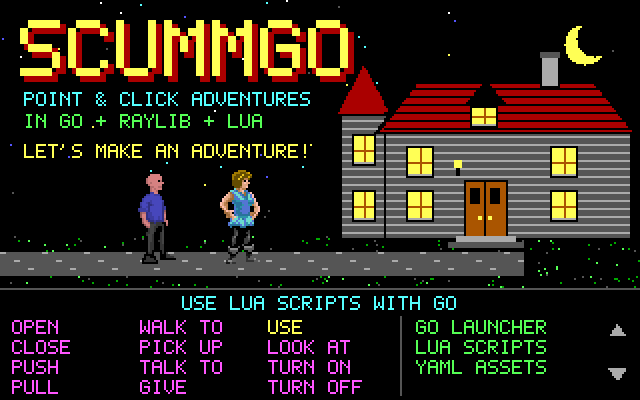 SCUMMGO
POINT & CLICK ADVENTURES
IN GO + RAYLIB + LUA
LET'S MAKE AN ADVENTURE!
USE LUA SCRIPTS WITH GO
OPEN WALK TO USE GO LAUNCHER
CLOSE PICK UP LOOK AT LUA SCRIPTS
PUSH TALK TO TURN ON YAML ASSETS
PULL GIVE TURN OFF